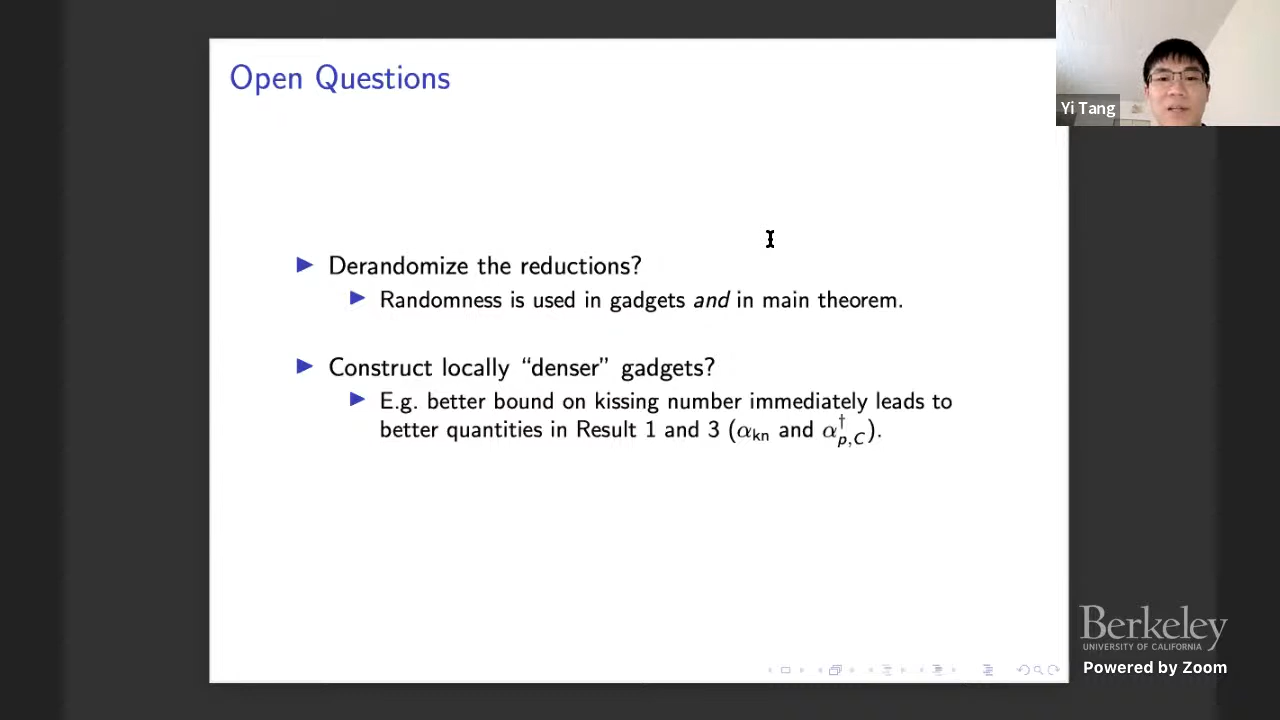 Open Questions
Yi Tang
▶ Derandomize the reductions?
▶ Randomness is used in gadgets and in main theorem.
▶ Construct locally “denser” gadgets?
▶ E.g. better bound on kissing number immediately leads to
better quantities in Result 1 and 3 (α_kn and α†_p,C).
Berkeley
UNIVERSITY OF CALIFORNIA
Powered by Zoom